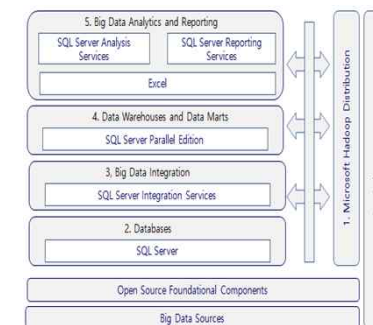 5. Big Data Analytics and Reporting
SQL Server Analysis
Services
SQL Server Reporting
Services
Excel
4. Data Warehouses and Data Marts
SQL Server Parallel Edition
3, Big Data Integration
SQL Server Integration Services
2. Databases
SQL Server
1. Microsoft Hadoop Distribution
Open Source Foundational Components
Big Data Sources